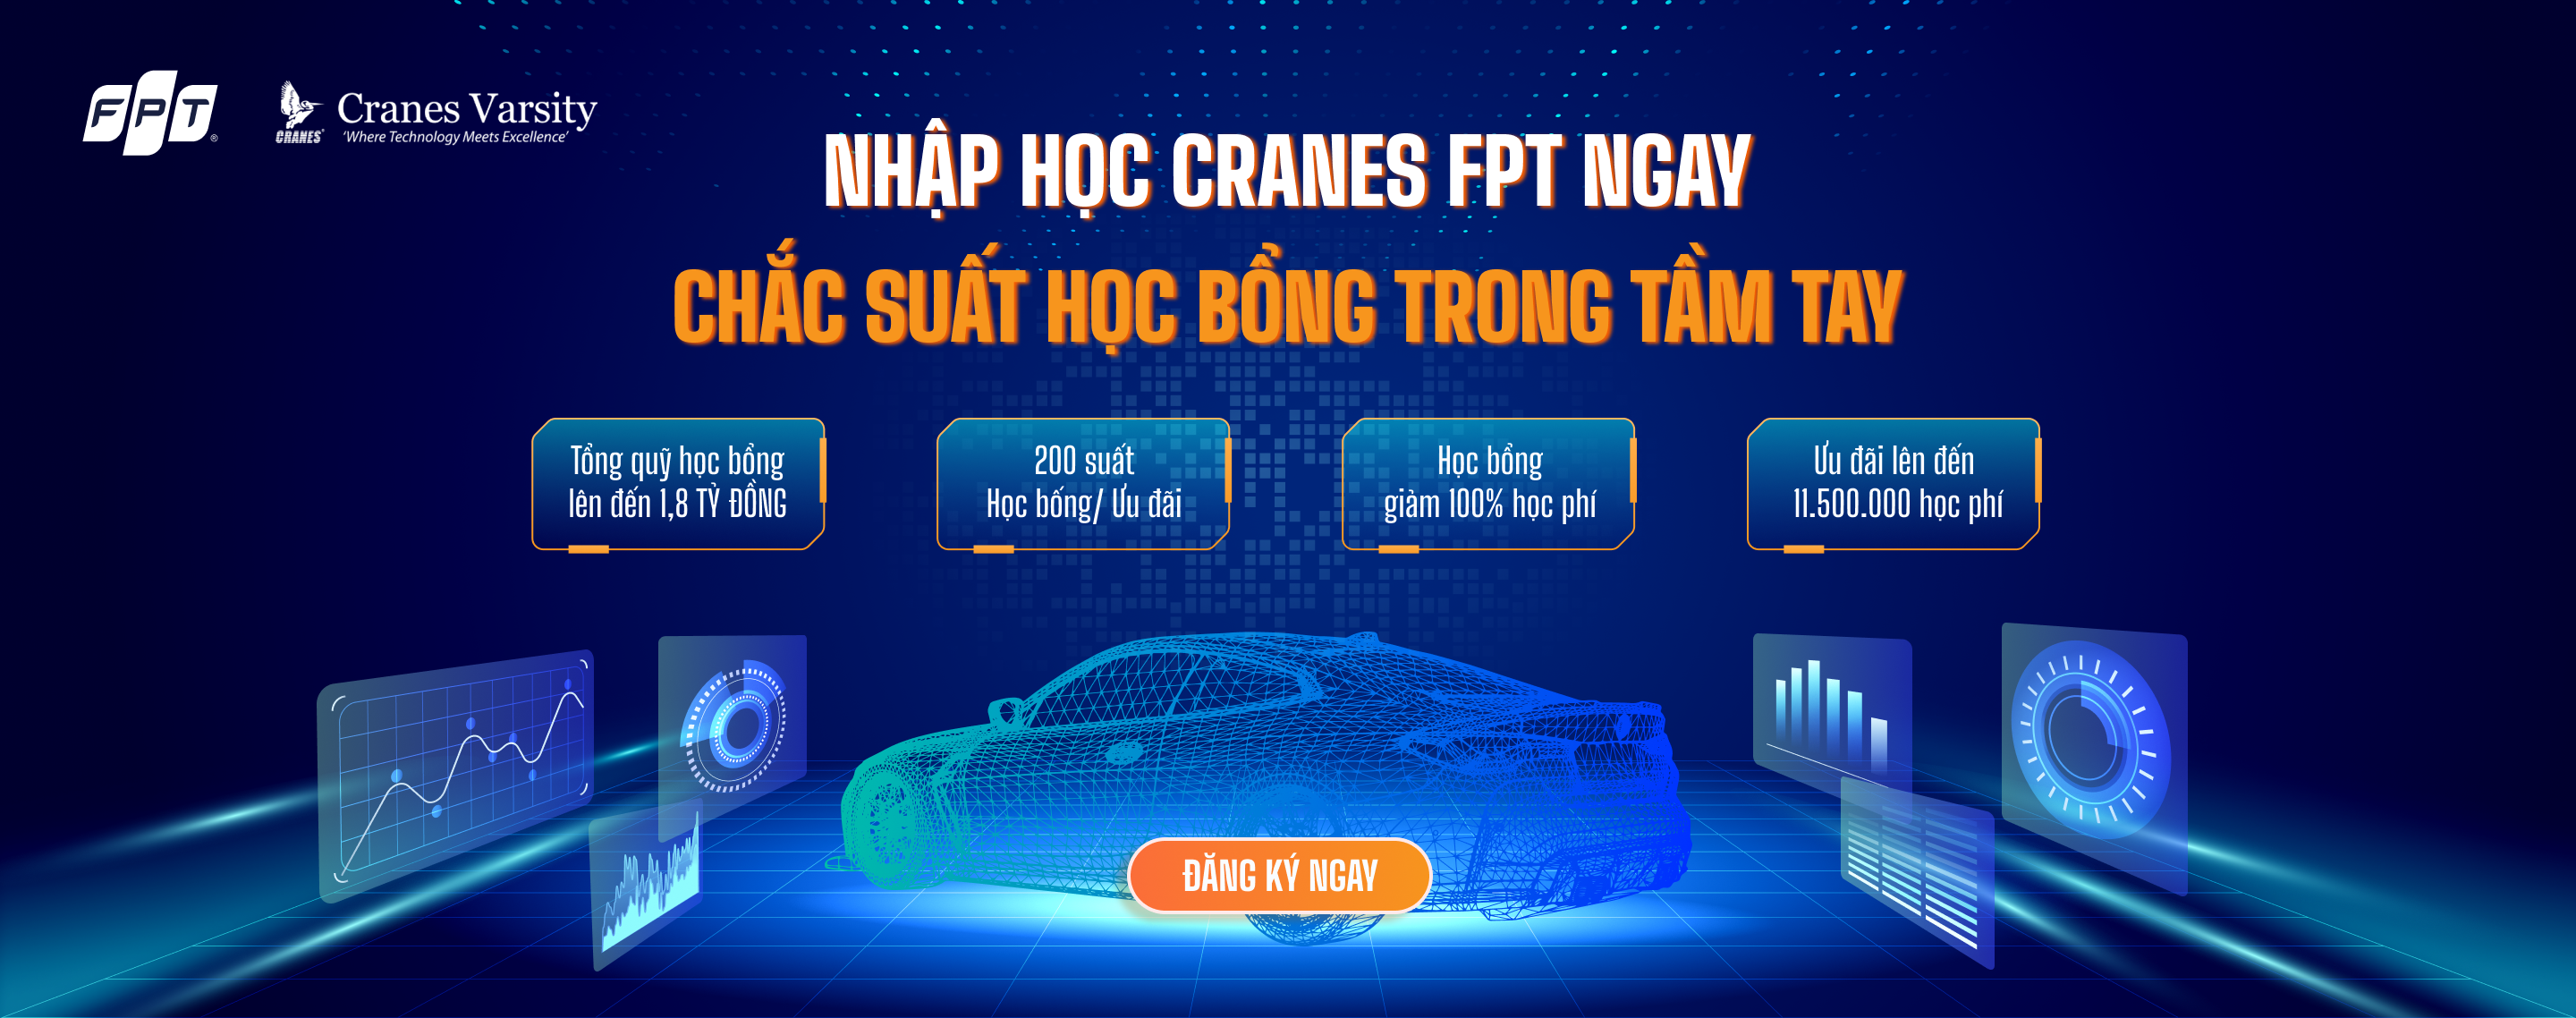 FPT
CRANES
Cranes Varsity
'Where Technology Meets Excellence'
NHẬP HỌC CRANES FPT NGAY
CHẮC SUẤT HỌC BỔNG TRONG TẦM TAY
Tổng quỹ học bổng
lên đến 1,8 TỶ ĐỒNG
200 suất
Học bống/ Ưu đãi
Học bổng
giảm 100% học phí
Ưu đãi lên đến
11.500.000 học phí
ĐĂNG KÝ NGAY